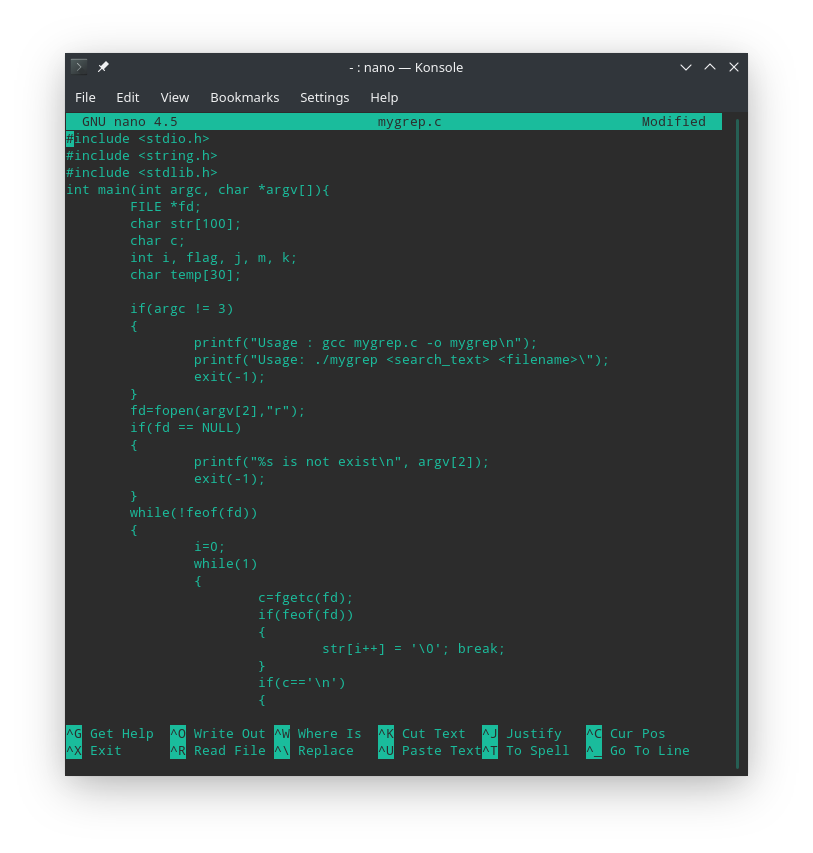 - : nano — Konsole
File Edit View Bookmarks Settings Help
GNU nano 4.5 mygrep.c Modified
#include <stdio.h>
#include <string.h>
#include <stdlib.h>
int main(int argc, char *argv[]){
        FILE *fd;
        char str[100];
        char c;
        int i, flag, j, m, k;
        char temp[30];

        if(argc != 3)
        {
                printf("Usage : gcc mygrep.c -o mygrep\n");
                printf("Usage: ./mygrep <search_text> <filename>\");
                exit(-1);
        }
        fd=fopen(argv[2],"r");
        if(fd == NULL)
        {
                printf("%s is not exist\n", argv[2]);
                exit(-1);
        }
        while(!feof(fd))
        {
                i=0;
                while(1)
                {
                        c=fgetc(fd);
                        if(feof(fd))
                        {
                                str[i++] = '\0'; break;
                        }
                        if(c=='\n')
                        {

^G Get Help ^O Write Out ^W Where Is ^K Cut Text ^J Justify ^C Cur Pos
^X Exit ^R Read File ^\ Replace ^U Paste Text ^T To Spell ^_ Go To Line